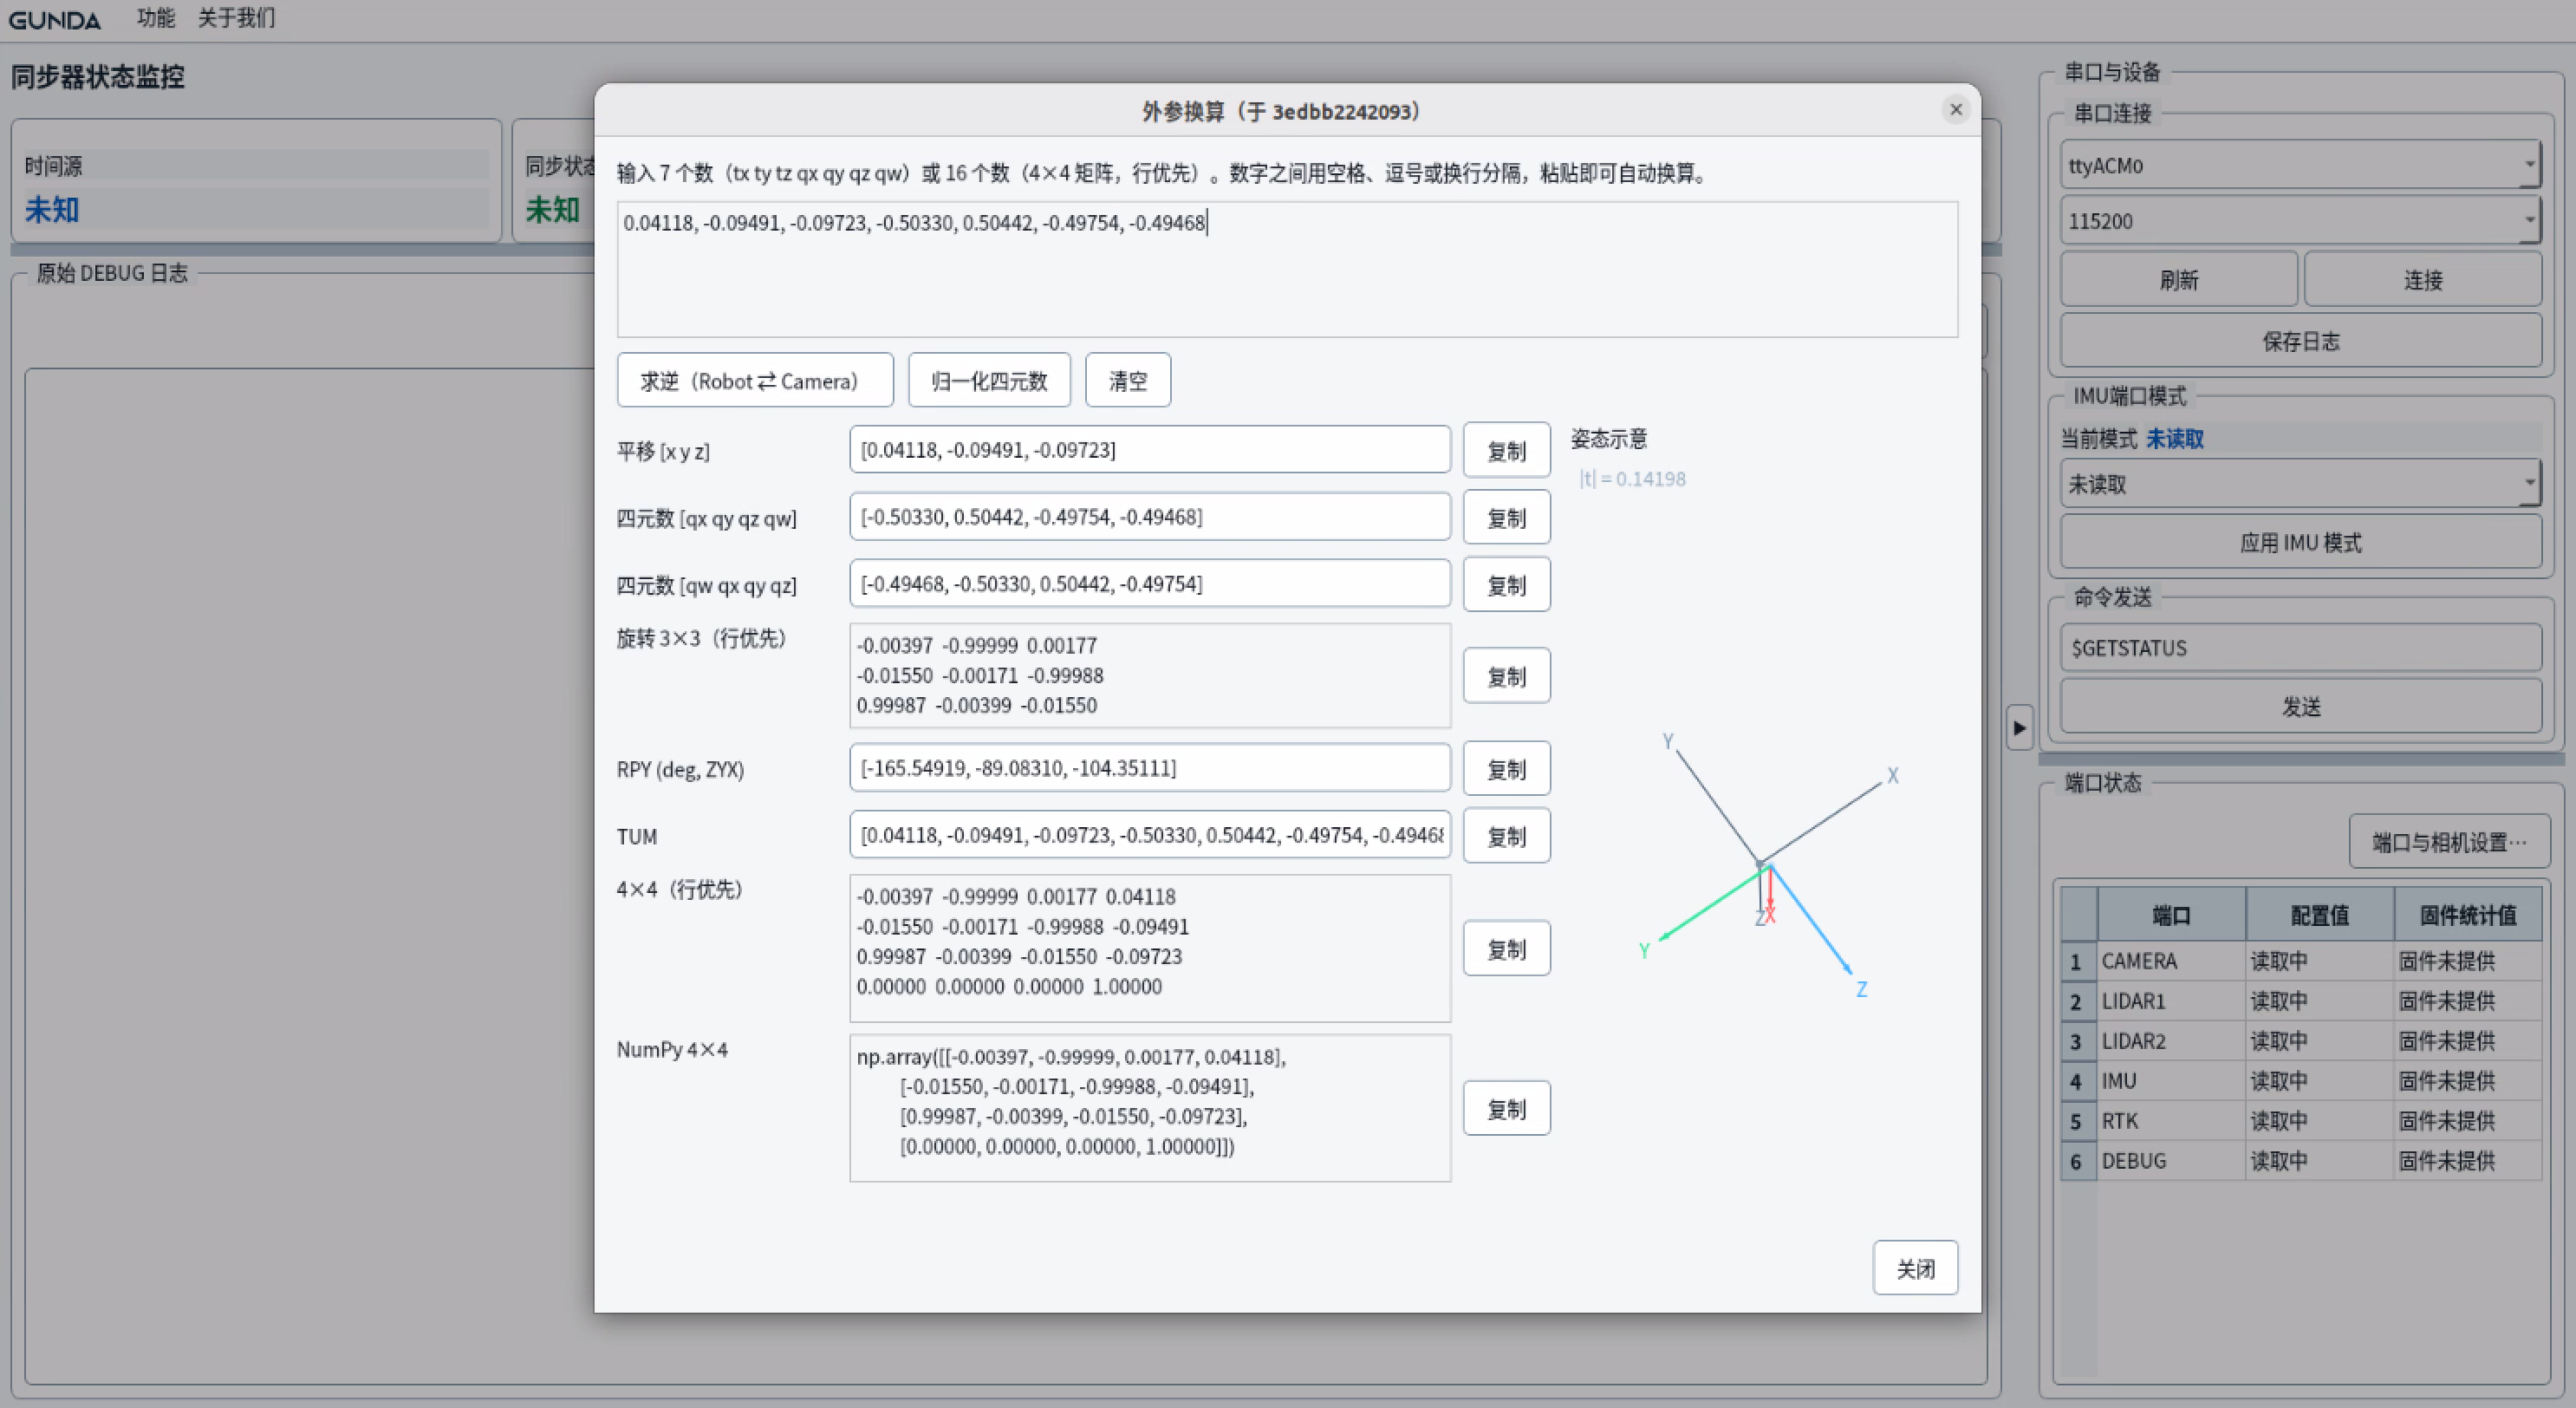 GUNDA 功能 关于我们
同步器状态监控
时间源
未知
同步状态
未知
原始 DEBUG 日志
外参换算（于 3edbb2242093）
输入 7 个数（tx ty tz qx qy qz qw）或 16 个数（4×4 矩阵，行优先）。数字之间用空格、逗号或换行分隔，粘贴即可自动换算。
0.04118, -0.09491, -0.09723, -0.50330, 0.50442, -0.49754, -0.49468
求逆（Robot ⇄ Camera） 归一化四元数 清空
平移 [x y z] [0.04118, -0.09491, -0.09723] 复制
四元数 [qx qy qz qw] [-0.50330, 0.50442, -0.49754, -0.49468] 复制
四元数 [qw qx qy qz] [-0.49468, -0.50330, 0.50442, -0.49754] 复制
旋转 3×3（行优先）
-0.00397 -0.99999 0.00177
-0.01550 -0.00171 -0.99988
0.99987 -0.00399 -0.01550
复制
RPY (deg, ZYX) [-165.54919, -89.08310, -104.35111] 复制
TUM [0.04118, -0.09491, -0.09723, -0.50330, 0.50442, -0.49754, -0.49468 复制
4×4（行优先）
-0.00397 -0.99999 0.00177 0.04118
-0.01550 -0.00171 -0.99988 -0.09491
0.99987 -0.00399 -0.01550 -0.09723
0.00000 0.00000 0.00000 1.00000
复制
NumPy 4×4
np.array([[-0.00397, -0.99999, 0.00177, 0.04118],
[-0.01550, -0.00171, -0.99988, -0.09491],
[0.99987, -0.00399, -0.01550, -0.09723],
[0.00000, 0.00000, 0.00000, 1.00000]])
复制
姿态示意
|t| = 0.14198
Y
X
Z
X
Y
Z
关闭
串口与设备
串口连接
ttyACM0
115200
刷新 连接
保存日志
IMU端口模式
当前模式 未读取
未读取
应用 IMU 模式
命令发送
$GETSTATUS
发送
端口状态
端口与相机设置…
端口 配置值 固件统计值
1 CAMERA 读取中 固件未提供
2 LIDAR1 读取中 固件未提供
3 LIDAR2 读取中 固件未提供
4 IMU 读取中 固件未提供
5 RTK 读取中 固件未提供
6 DEBUG 读取中 固件未提供